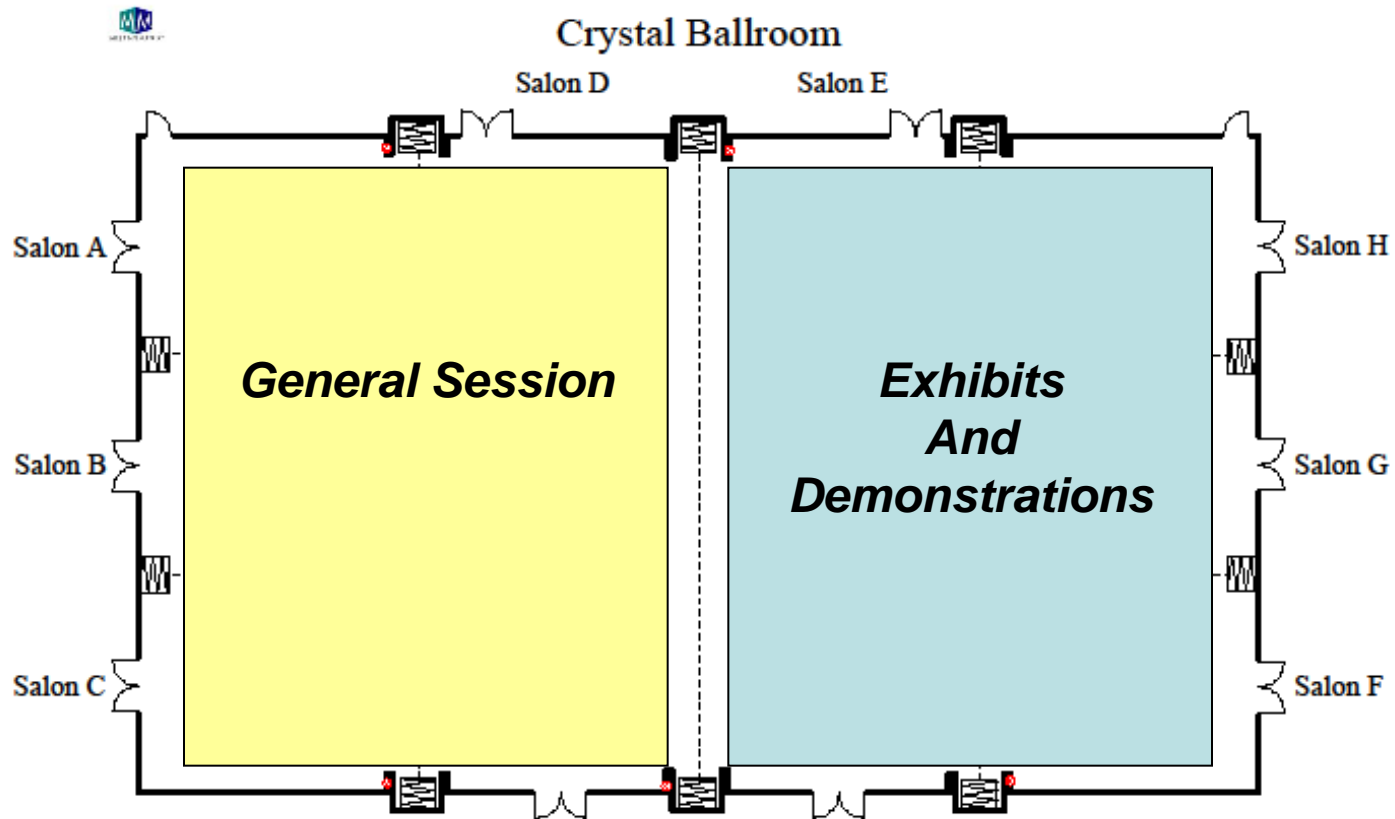 Crystal Ballroom
Salon D
Salon E
Salon A
Salon H
General Session
Exhibits
And
Demonstrations
Salon B
Salon G
Salon C
Salon F